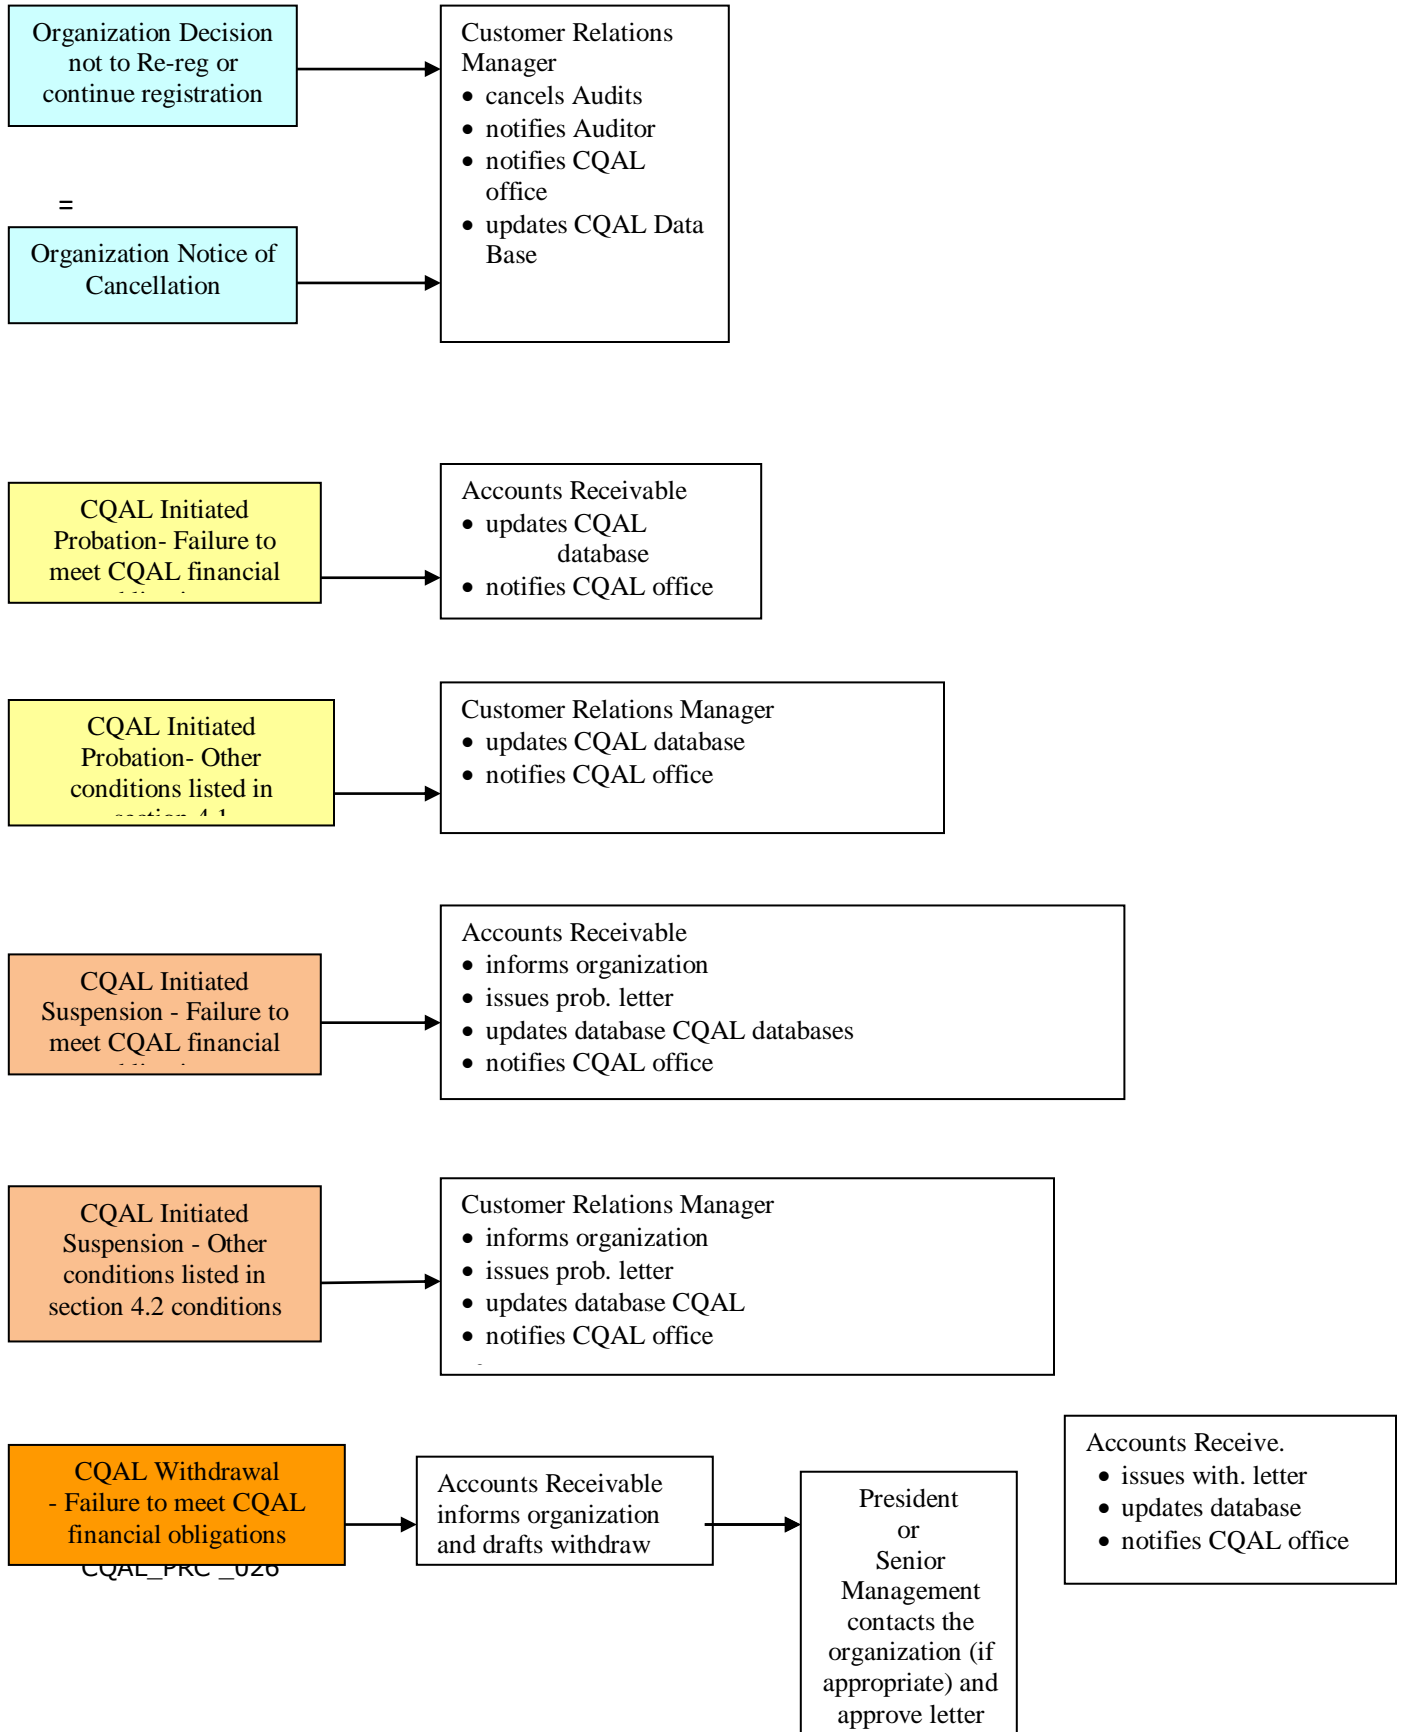 Organization Decision
not to Re-reg or
continue registration
Customer Relations
Manager
• cancels Audits
• notifies Auditor
• notifies CQAL
office
• updates CQAL Data
Base
=
Organization Notice of
Cancellation
CQAL Initiated
Probation- Failure to
meet CQAL financial
Accounts Receivable
• updates CQAL
database
• notifies CQAL office
CQAL Initiated
Probation- Other
conditions listed in
section 4.1
Customer Relations Manager
• updates CQAL database
• notifies CQAL office
CQAL Initiated
Suspension - Failure to
meet CQAL financial
Accounts Receivable
• informs organization
• issues prob. letter
• updates database CQAL databases
• notifies CQAL office
CQAL Initiated
Suspension - Other
conditions listed in
section 4.2 conditions
Customer Relations Manager
• informs organization
• issues prob. letter
• updates database CQAL
• notifies CQAL office
CQAL Withdrawal
- Failure to meet CQAL
financial obligations
CQAL_PRC _026
Accounts Receivable
informs organization
and drafts withdraw
President
or
Senior
Management
contacts the
organization (if
appropriate) and
approve letter
Accounts Receive.
• issues with. letter
• updates database
• notifies CQAL office